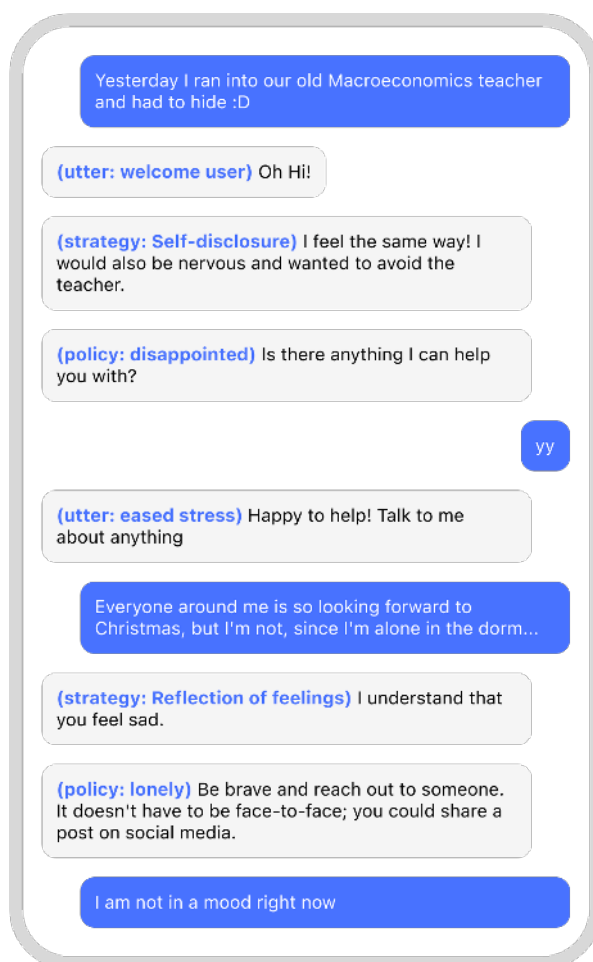 Yesterday I ran into our old Macroeconomics teacher
and had to hide :D
(utter: welcome user) Oh Hi!
(strategy: Self-disclosure) I feel the same way! I
would also be nervous and wanted to avoid the
teacher.
(policy: disappointed) Is there anything I can help
you with?
yy
(utter: eased stress) Happy to help! Talk to me
about anything
Everyone around me is so looking forward to
Christmas, but I'm not, since I'm alone in the dorm...
(strategy: Reflection of feelings) I understand that
you feel sad.
(policy: lonely) Be brave and reach out to someone.
It doesn't have to be face-to-face; you could share a
post on social media.
I am not in a mood right now